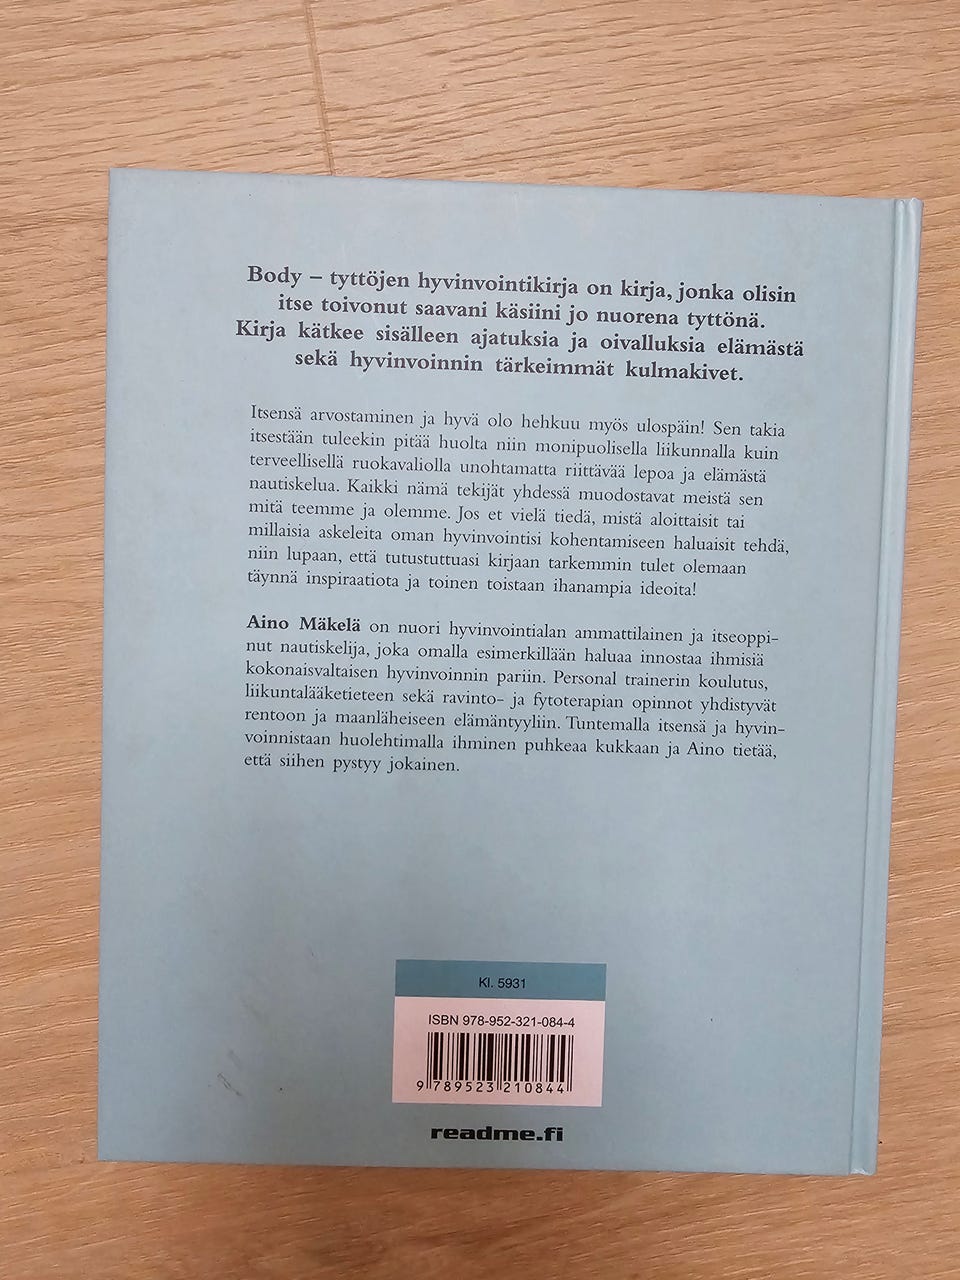 Body – tyttöjen hyvinvointikirja on kirja, jonka olisin
itse toivonut saavani käsiini jo nuorena tyttönä.
Kirja kätkee sisälleen ajatuksia ja oivalluksia elämästä
sekä hyvinvoinnin tärkeimmät kulmakivet.
Itsensä arvostaminen ja hyvä olo hehkuu myös ulospäin! Sen takia
itsestään tuleekin pitää huolta niin monipuolisella liikunnalla kuin
terveellisellä ruokavaliolla unohtamatta riittävää lepoa ja elämästä
nautiskelua. Kaikki nämä tekijät yhdessä muodostavat meistä sen
mitä teemme ja olemme. Jos et vielä tiedä, mistä aloittaisit tai
millaisia askeleita oman hyvinvointisi kohentamiseen haluaisit tehdä,
niin lupaan, että tutustuttuasi kirjaan tarkemmin tulet olemaan
täynnä inspiraatiota ja toinen toistaan ihanampia ideoita!
Aino Mäkelä on nuori hyvinvointialan ammattilainen ja itseoppi-
nut nautiskelija, joka omalla esimerkillään haluaa innostaa ihmisiä
kokonaisvaltaisen hyvinvoinnin pariin. Personal trainerin koulutus,
liikuntalääketieteen sekä ravinto- ja fytoterapian opinnot yhdistyvät
rentoon ja maanläheiseen elämäntyyliin. Tuntemalla itsensä ja hyvin-
voinnistaan huolehtimalla ihminen puhkeaa kukkaan ja Aino tietää,
että siihen pystyy jokainen.
Kl. 5931
ISBN 978-952-321-084-4
9 789523 210844
readme.fi